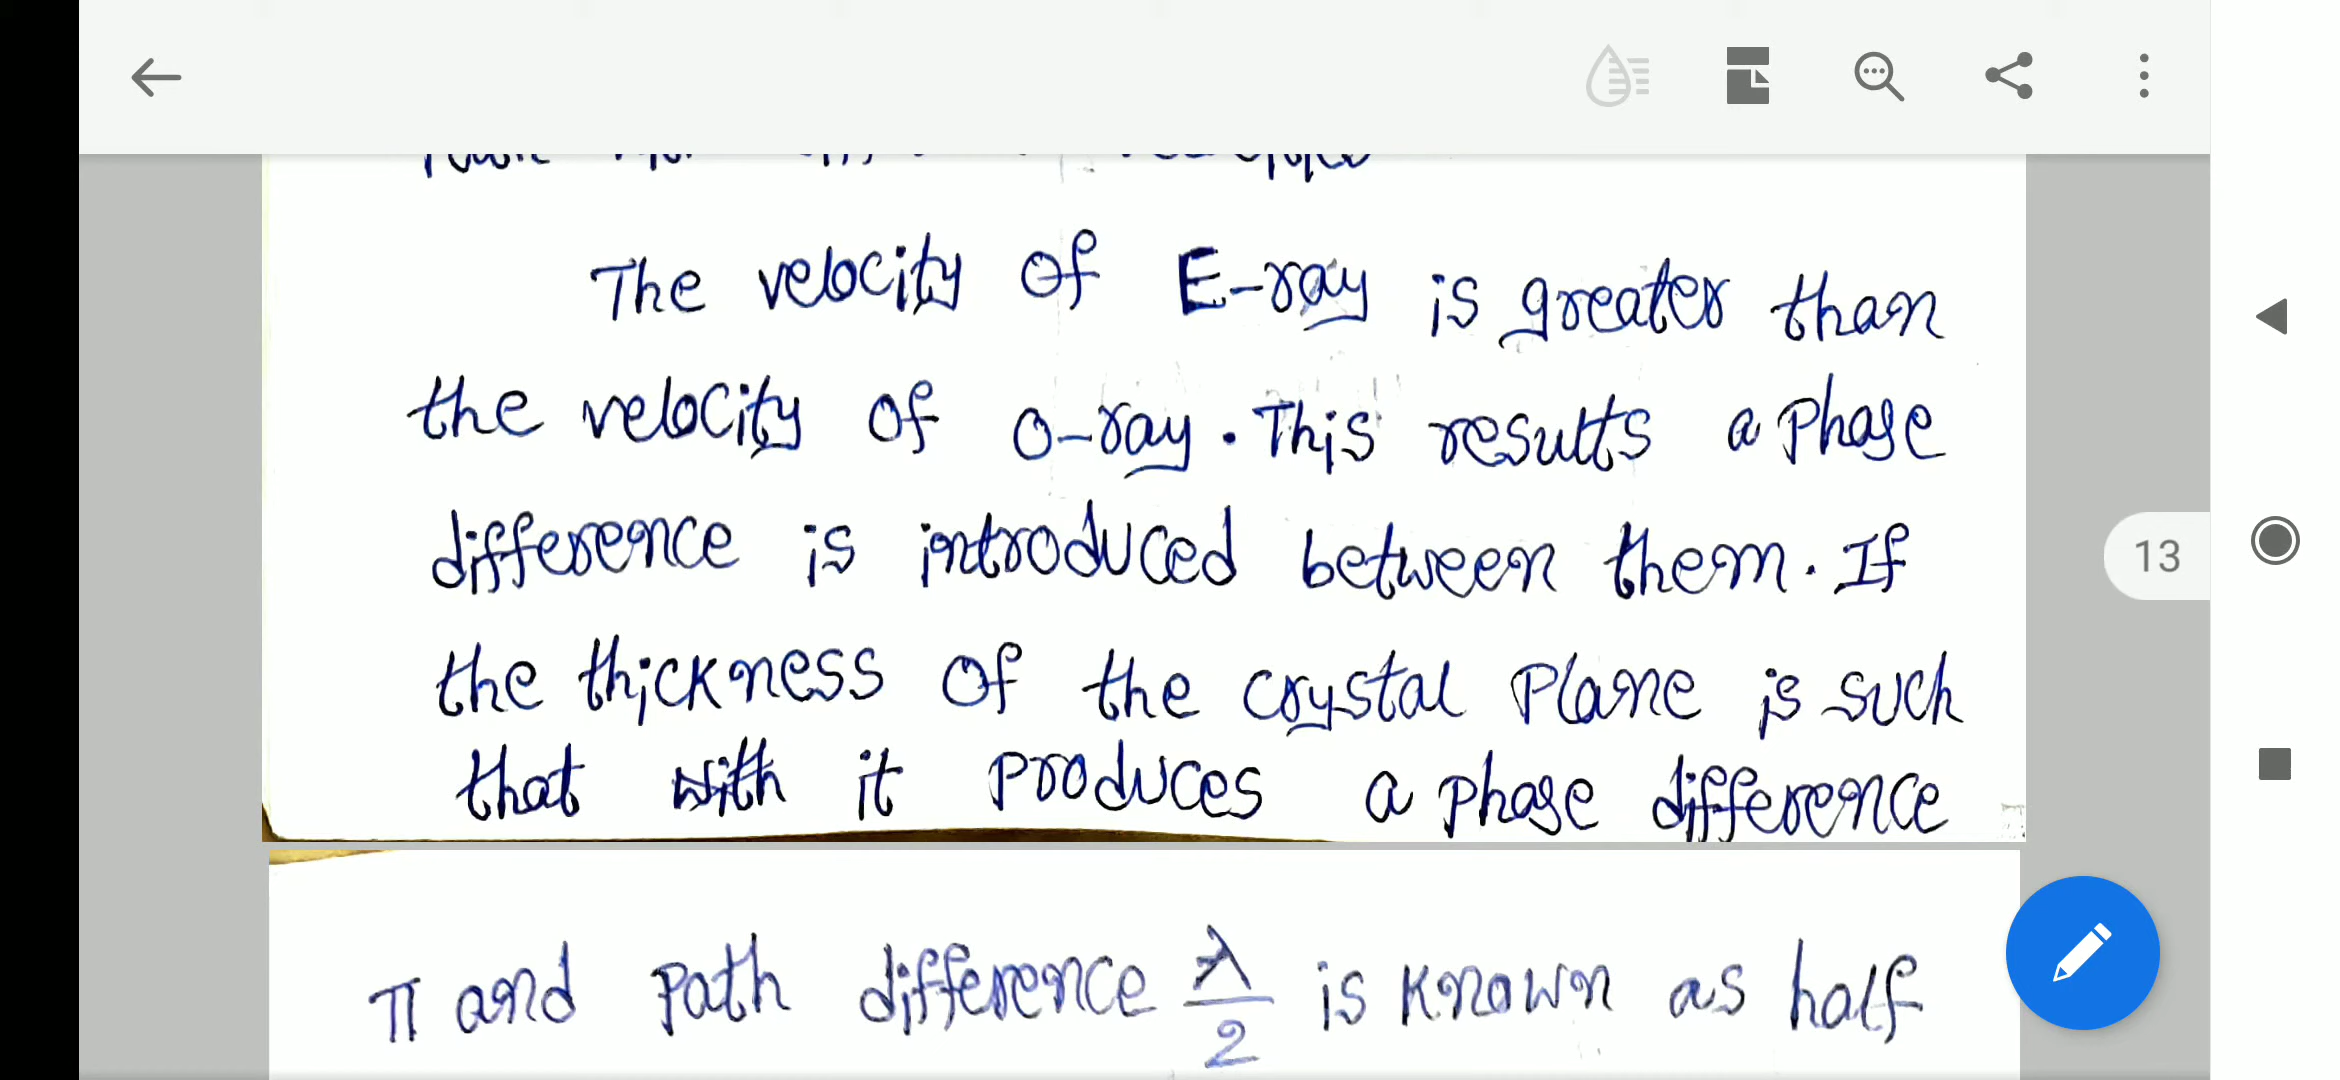 The velocity of E-ray is greater than
the velocity of O-ray. This results a Phase
difference is introduced between them. If
the thickness of the crystal Plane is such
that with it Produces a Phase difference
13
π and Path difference λ/2 is known as half